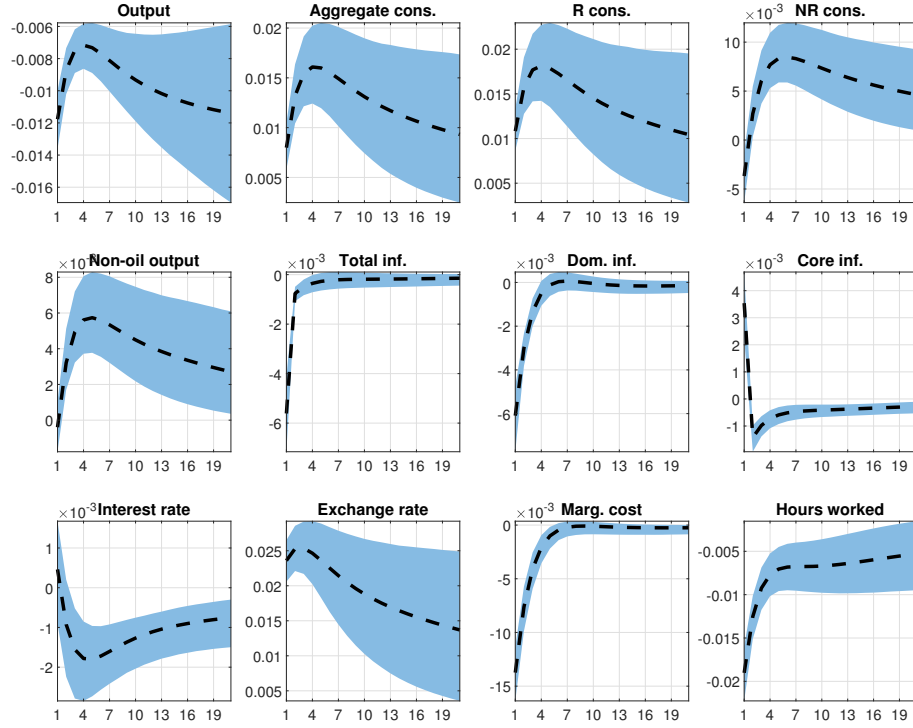 Output
-0.006
-0.008
-0.01
-0.012
-0.014
-0.016
1 4 7 10 13 16 19
Aggregate cons.
0.02
0.015
0.01
0.005
1 4 7 10 13 16 19
R cons.
0.02
0.015
0.01
0.005
1 4 7 10 13 16 19
NR cons.
×10-3
10
5
0
-5
1 4 7 10 13 16 19
Non-oil output
8
6
4
2
0
1 4 7 10 13 16 19
Total inf.
×10-3
0
-2
-4
-6
1 4 7 10 13 16 19
Dom. inf.
×10-3
0
-2
-4
-6
1 4 7 10 13 16 19
Core inf.
×10-3
4
3
2
1
0
-1
1 4 7 10 13 16 19
Interest rate
×10-3
1
0
-1
-2
1 4 7 10 13 16 19
Exchange rate
0.025
0.02
0.015
0.01
0.005
1 4 7 10 13 16 19
Marg. cost
×10-3
0
-5
-10
-15
1 4 7 10 13 16 19
Hours worked
-0.005
-0.01
-0.015
-0.02
1 4 7 10 13 16 19